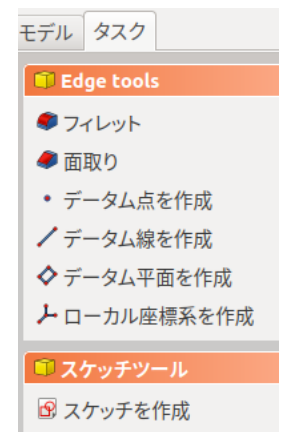 モデル タスク
Edge tools
フィレット
面取り
データム点を作成
データム線を作成
データム平面を作成
ローカル座標系を作成
スケッチツール
スケッチを作成